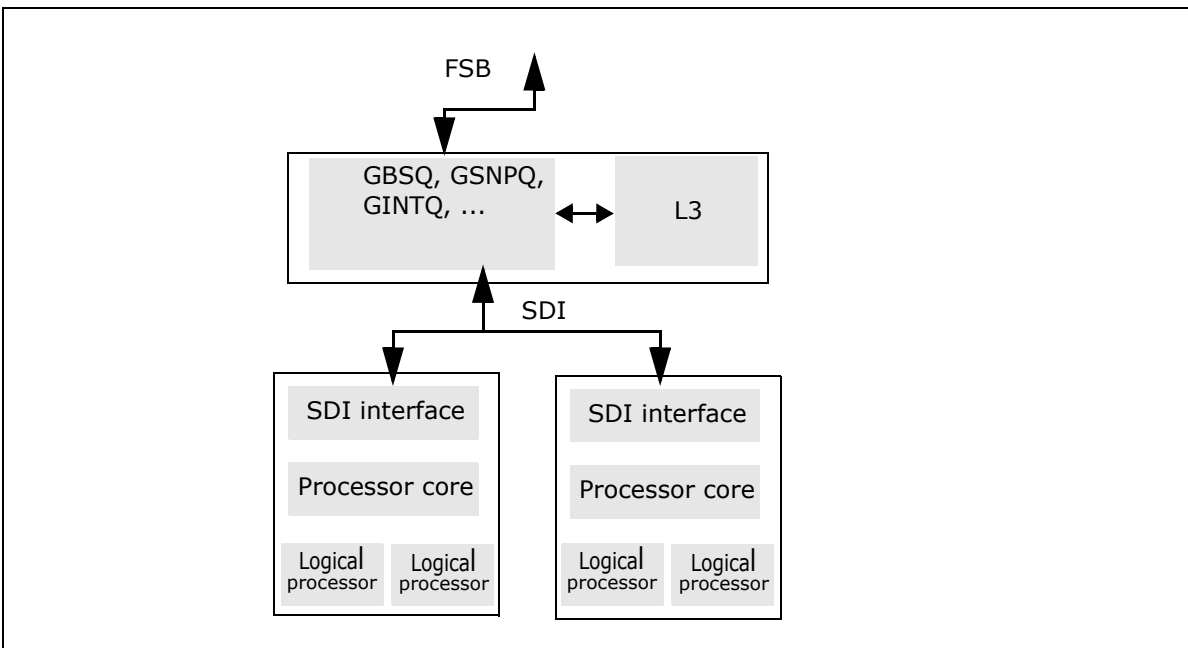 FSB
GBSQ, GSNPQ,
GINTQ, ...
L3
SDI
SDI interface
Processor core
Logical
processor
Logical
processor
SDI interface
Processor core
Logical
processor
Logical
processor